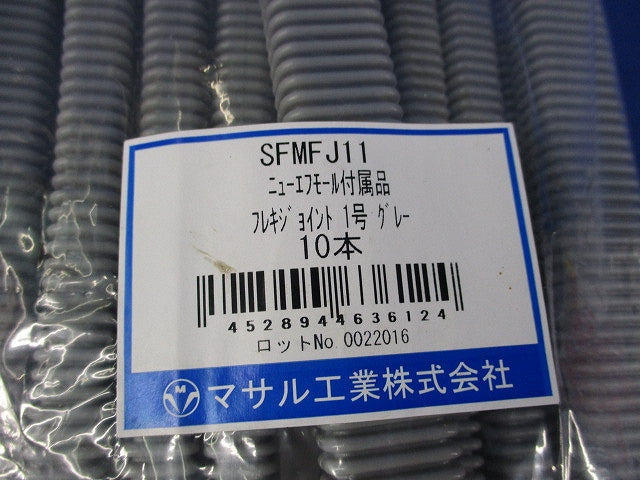 SFMFJ11
ﾆｭｰｴﾌﾓｰﾙ付属品
ﾌﾚｷｼﾞｮｲﾝﾄ 1号 ｸﾞﾚｰ
10本
4528944636124
ロットNo.0022016
マサル工業株式会社